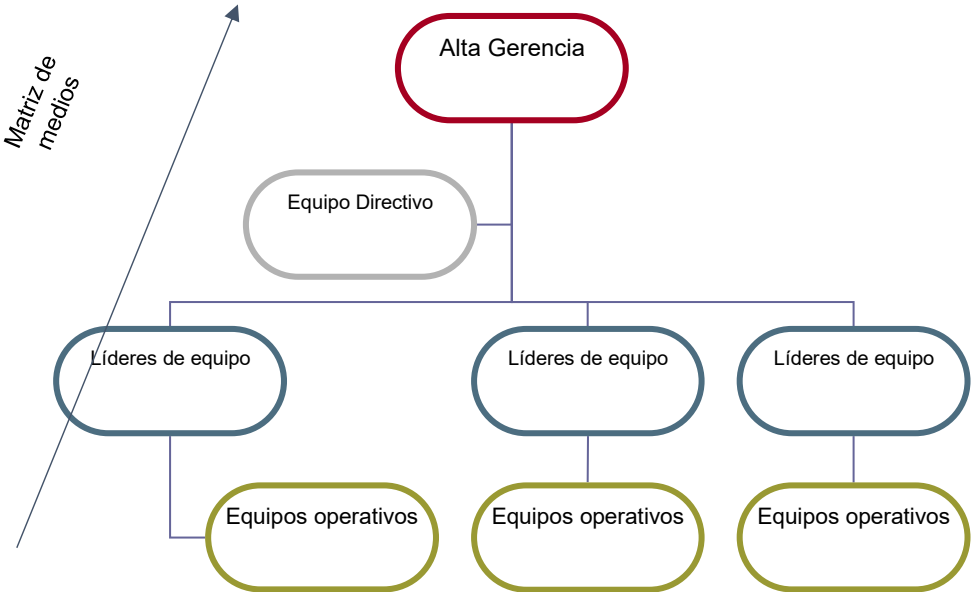 Matriz de
medios
Alta Gerencia
Equipo Directivo
Líderes de equipo
Líderes de equipo
Líderes de equipo
Equipos operativos
Equipos operativos
Equipos operativos